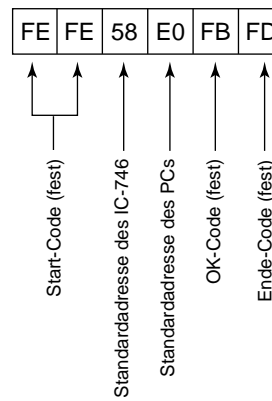 FE FE 58 E0 FB FD
Start-Code (fest)
Standardadresse des IC-746
Standardadresse des PCs
OK-Code (fest)
Ende-Code (fest)